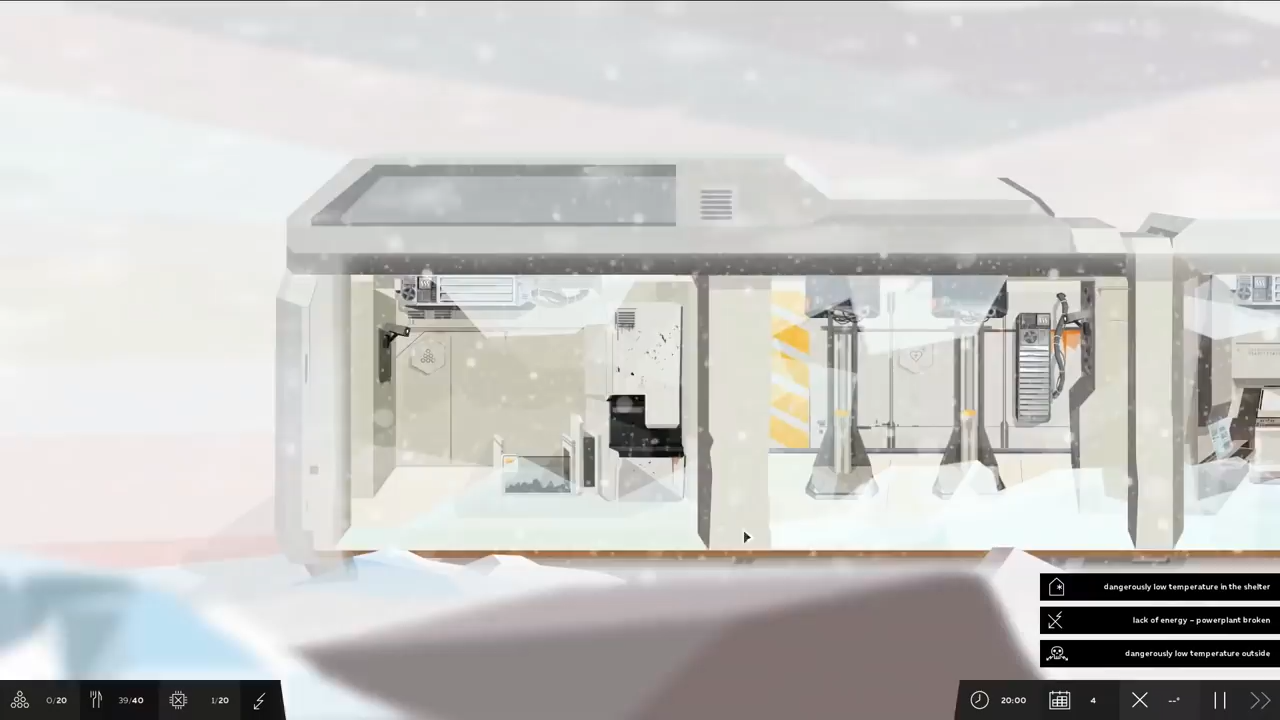 dangerously low temperature in the shelter
lack of energy – powerplant broken
dangerously low temperature outside
0/20
39/40
1/20
20:00
4
--°